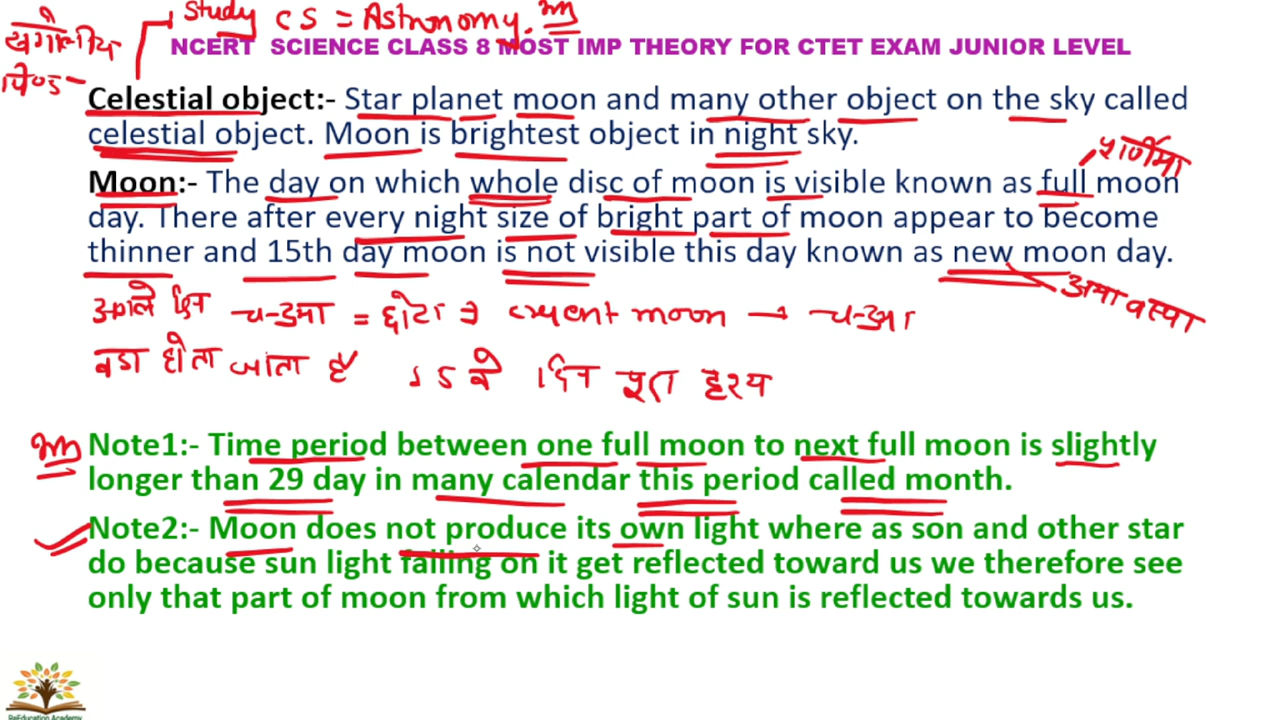 Study CS = Astronomy. Im
खगोलीय
पिण्ड -
NCERT SCIENCE CLASS 8 MOST IMP THEORY FOR CTET EXAM JUNIOR LEVEL
Celestial object:- Star planet moon and many other object on the sky called
celestial object. Moon is brightest object in night sky.
पूर्णिमा
Moon:- The day on which whole disc of moon is visible known as full moon
day. There after every night size of bright part of moon appear to become
thinner and 15th day moon is not visible this day known as new moon day.
अमावस्या
अगले दिन चन्द्रमा = छोटा moon → चन्द्रमा
बडा होता जाता है 15 वे दिन पूरा दृश्य
Im
Note1:- Time period between one full moon to next full moon is slightly
longer than 29 day in many calendar this period called month.
Note2:- Moon does not produce its own light where as son and other star
do because sun light falling on it get reflected toward us we therefore see
only that part of moon from which light of sun is reflected towards us.
ReEducation Academy